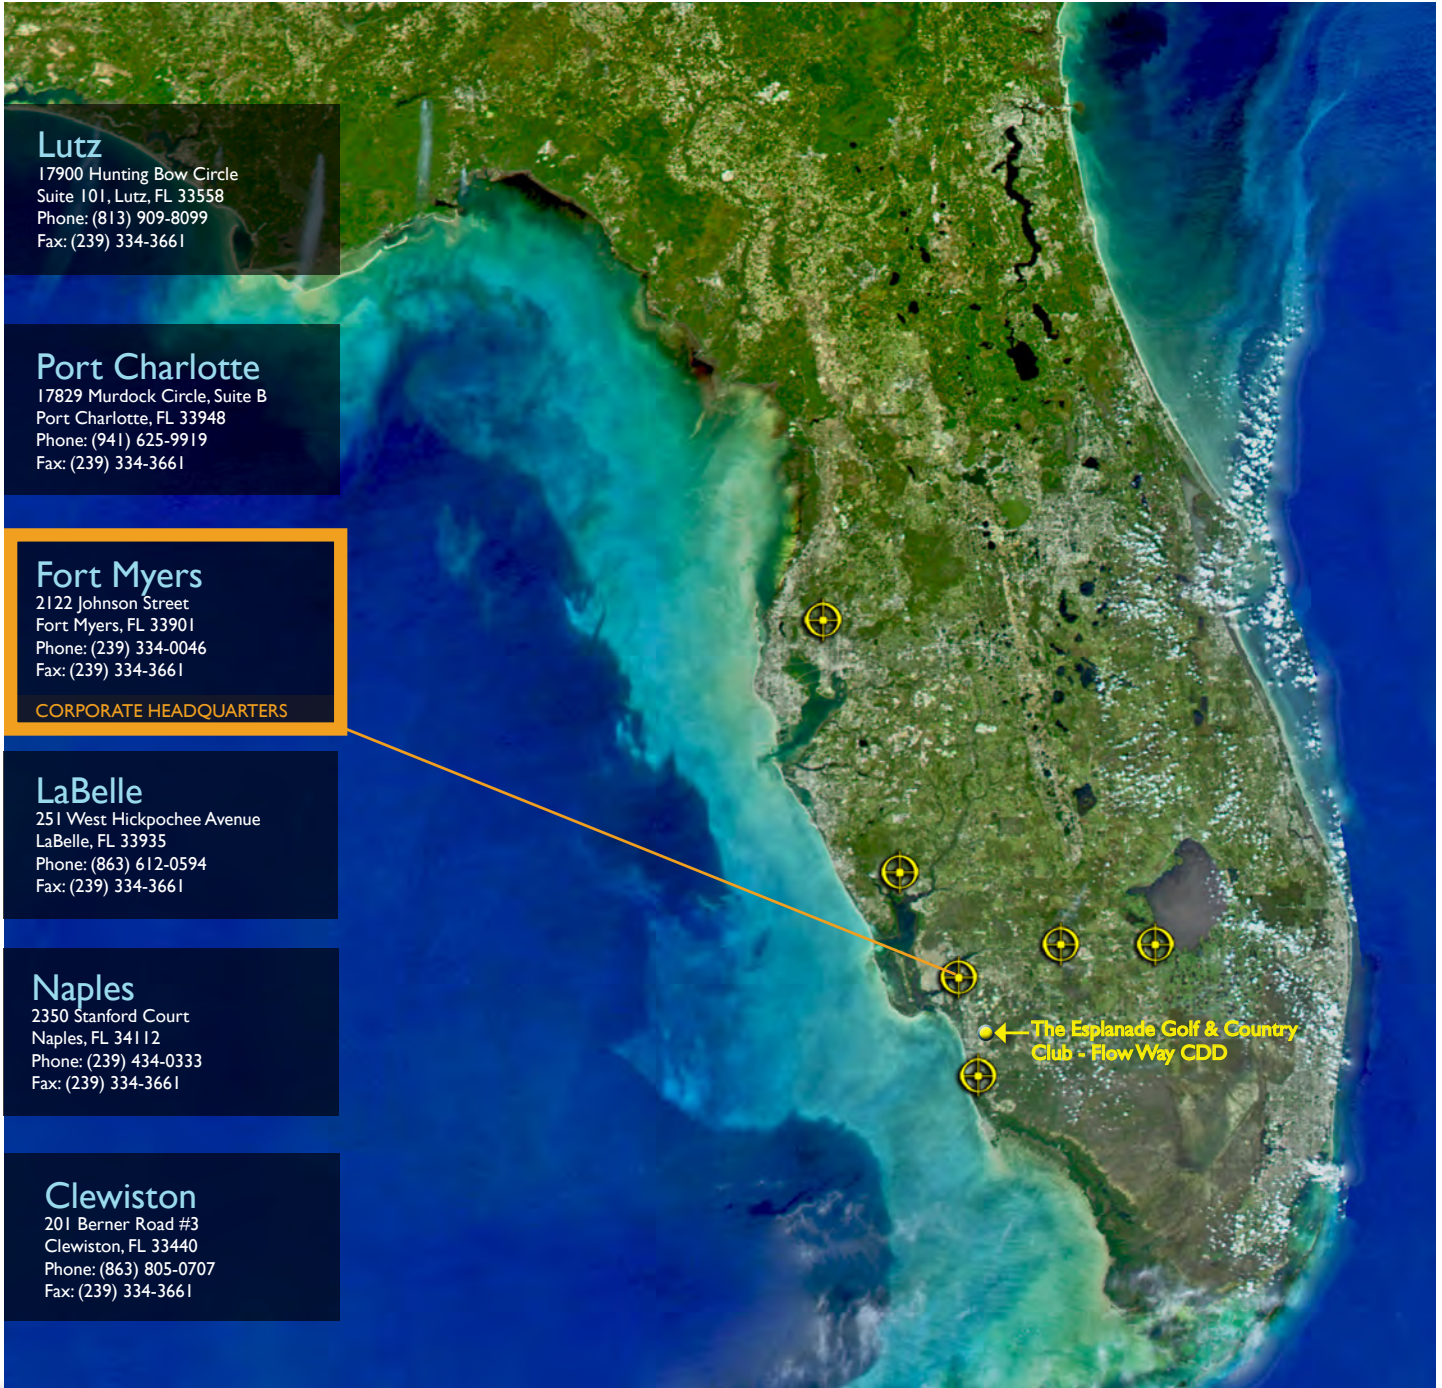 Lutz
17900 Hunting Bow Circle
Suite 101, Lutz, FL 33558
Phone: (813) 909-8099
Fax: (239) 334-3661
Port Charlotte
17829 Murdock Circle, Suite B
Port Charlotte, FL 33948
Phone: (941) 625-9919
Fax: (239) 334-3661
Fort Myers
2122 Johnson Street
Fort Myers, FL 33901
Phone: (239) 334-0046
Fax: (239) 334-3661
CORPORATE HEADQUARTERS
LaBelle
251 West Hickpochee Avenue
LaBelle, FL 33935
Phone: (863) 612-0594
Fax: (239) 334-3661
Naples
2350 Stanford Court
Naples, FL 34112
Phone: (239) 434-0333
Fax: (239) 334-3661
The Esplanade Golf & Country
Club - Flow Way CDD
Clewiston
201 Berner Road #3
Clewiston, FL 33440
Phone: (863) 805-0707
Fax: (239) 334-3661